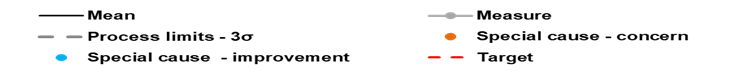 Mean
Measure
Process limits - 3σ
Special cause - concern
Special cause  - improvement
Target